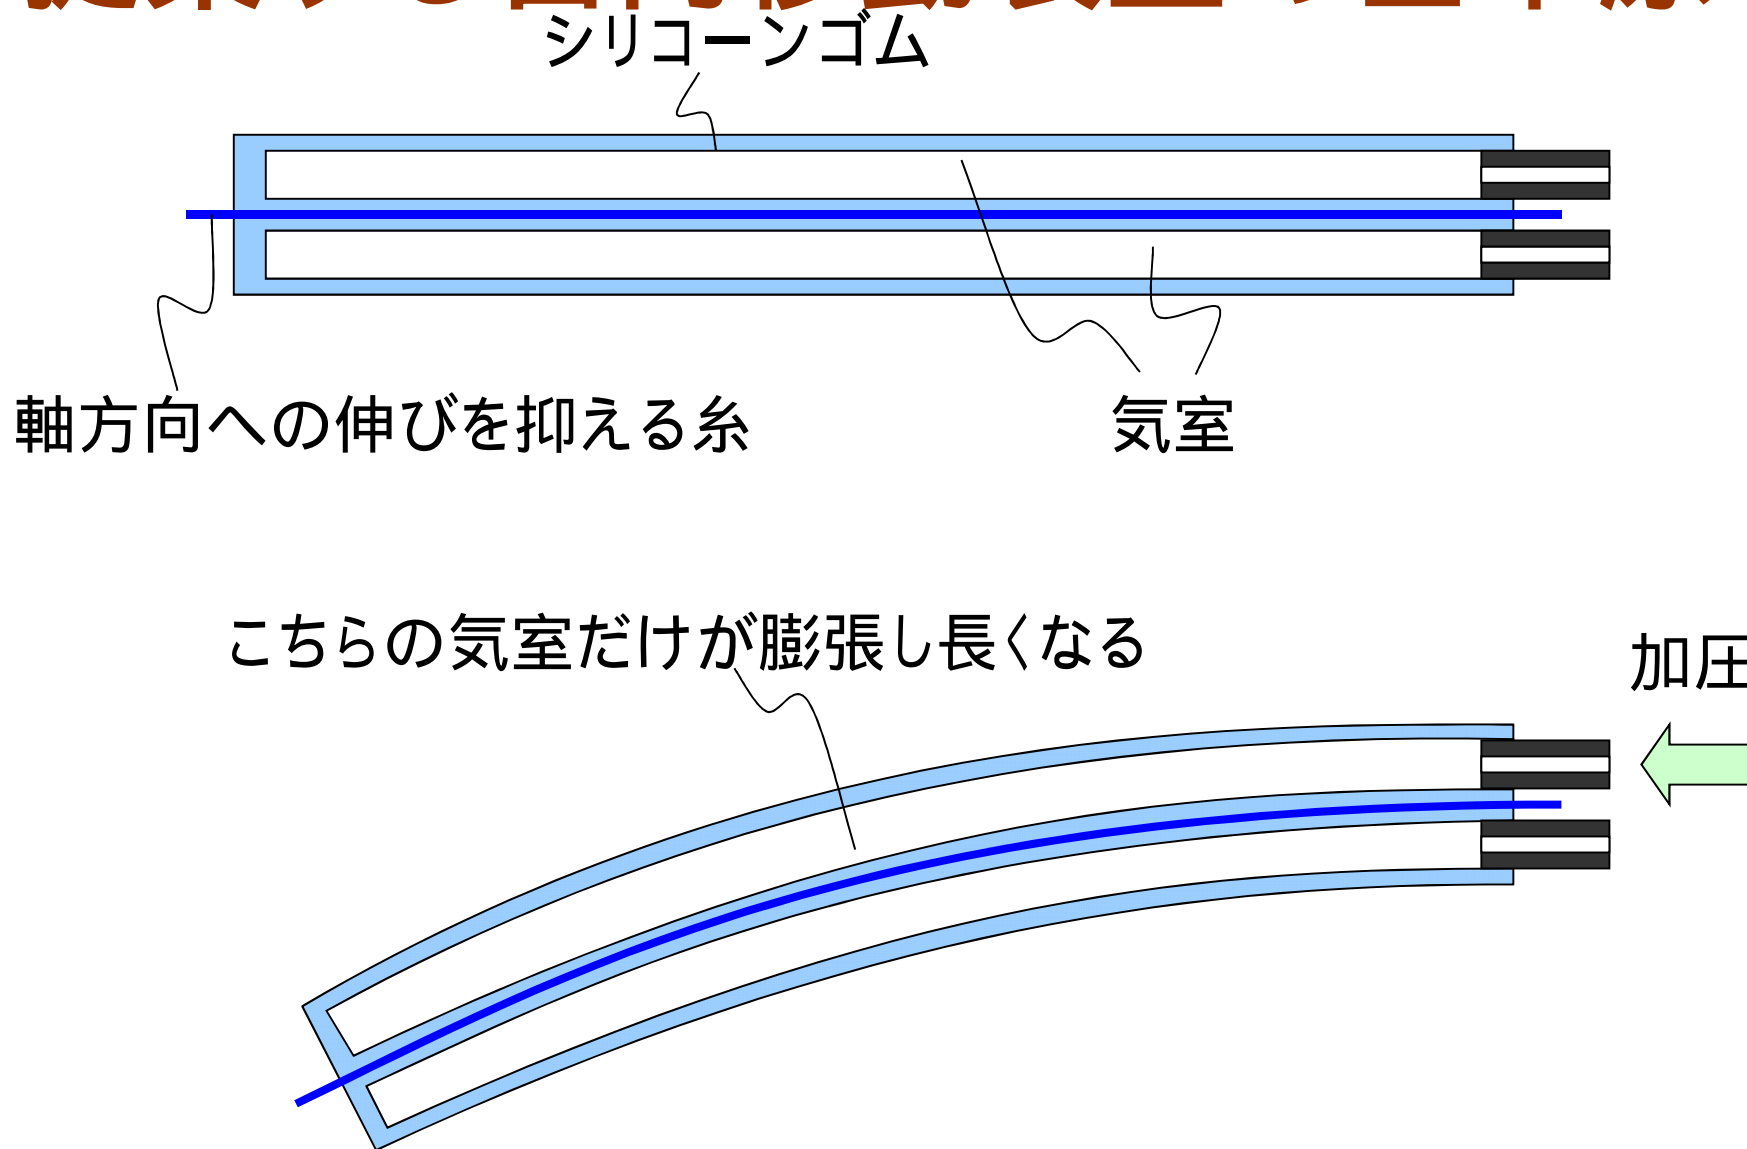 シリコーンゴム
軸方向への伸びを抑える糸
気室
こちらの気室だけが膨張し長くなる
加圧